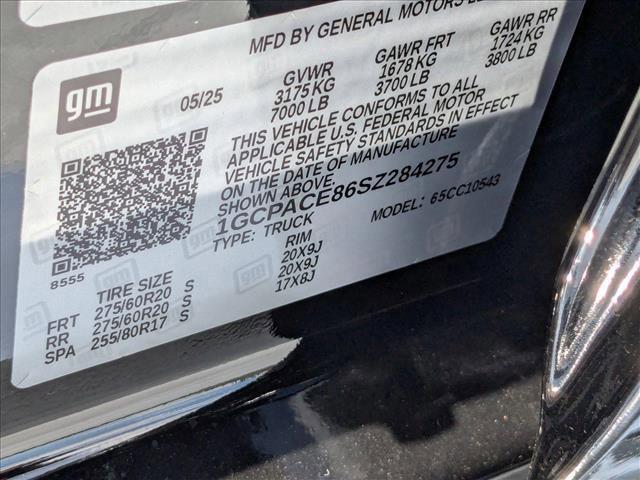 MFD BY GENERAL MOTORS
gm
05/25
GVWR
3175KG
7000 LB
GAWR FRT
1678 KG
3700 LB
GAWR RR
1724 KG
3800 LB
THIS VEHICLE CONFORMS TO ALL
APPLICABLE U.S. FEDERAL MOTOR
VEHICLE SAFETY STANDARDS IN EFFECT
ON THE DATE OF MANUFACTURE
SHOWN ABOVE.
1GCPACE86SZ284275
TYPE: TRUCK
MODEL: 65CC10543
8555
TIRE SIZE RIM
FRT 275/60R20 S 20X9J
RR 275/60R20 S 20X9J
SPA 255/80R17 S 17X8J